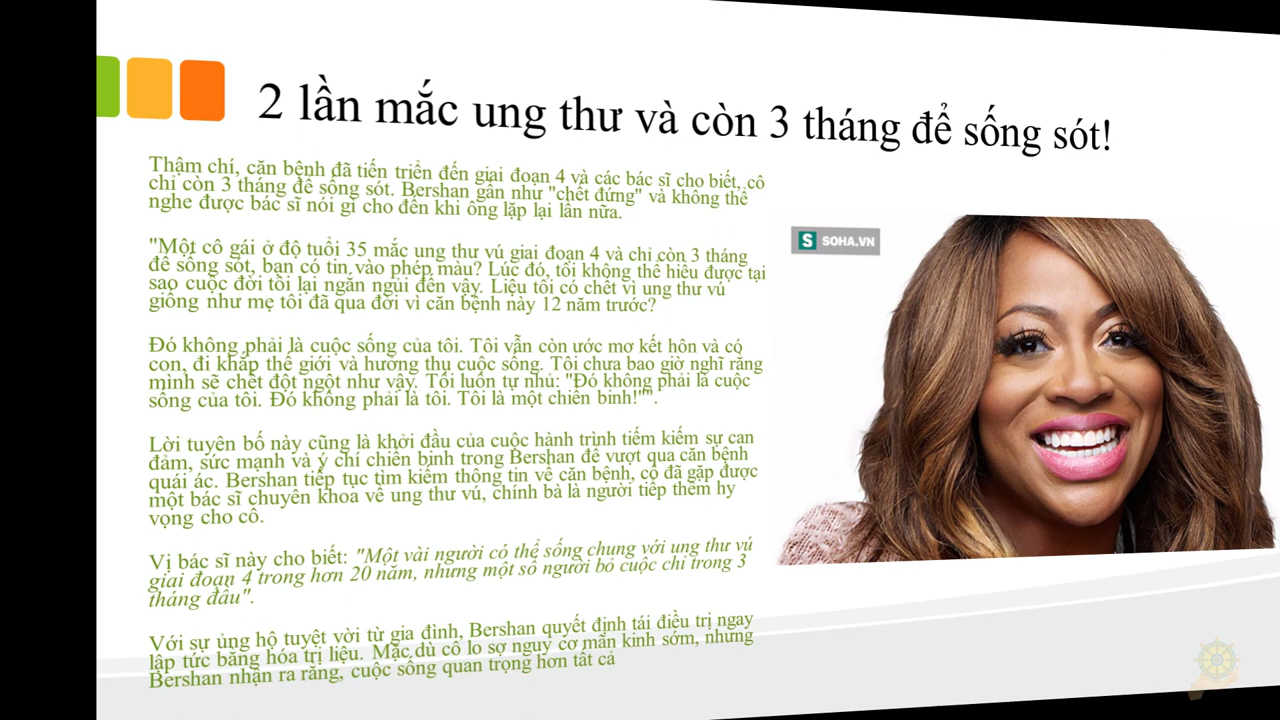 2 lần mắc ung thư và còn 3 tháng để sống sót!
Thậm chí, căn bệnh đã tiến triển đến giai đoạn 4 và các bác sĩ cho biết, cô
chỉ còn 3 tháng để sống sót. Bershan gần như "chết đứng" và không thể
nghe được bác sĩ nói gì cho đến khi ông lặp lại lần nữa.
"Một cô gái ở độ tuổi 35 mắc ung thư vú giai đoạn 4 và chỉ còn 3 tháng
để sống sót, bạn có tin vào phép màu? Lúc đó, tôi không thể hiểu được tại
sao cuộc đời tôi lại ngắn ngủi đến vậy. Liệu tôi có chết vì ung thư vú
giống như mẹ tôi đã qua đời vì căn bệnh này 12 năm trước?
Đó không phải là cuộc sống của tôi. Tôi vẫn còn ước mơ kết hôn và có
con, đi khắp thế giới và hưởng thụ cuộc sống. Tôi chưa bao giờ nghĩ rằng
mình sẽ chết đột ngột như vậy. Tôi luôn tự nhủ: "Đó không phải là cuộc
sống của tôi. Đó không phải là tôi. Tôi là một chiến binh!"".
Lời tuyên bố này cũng là khởi đầu của cuộc hành trình tiếm kiếm sự can
đảm, sức mạnh và ý chí chiến binh trong Bershan để vượt qua căn bệnh
quái ác. Bershan tiếp tục tìm kiếm thông tin về căn bệnh, cô đã gặp được
một bác sĩ chuyên khoa về ung thư vú, chính bà là người tiếp thêm hy
vọng cho cô.
Vị bác sĩ này cho biết: "Một vài người có thể sống chung với ung thư vú
giai đoạn 4 trong hơn 20 năm, nhưng một số người bỏ cuộc chỉ trong 3
tháng đầu".
Với sự ủng hộ tuyệt vời từ gia đình, Bershan quyết định tái điều trị ngay
lập tức bằng hóa trị liệu. Mặc dù cô lo sợ nguy cơ mãn kinh sớm, nhưng
Bershan nhận ra rằng, cuộc sống quan trọng hơn tất cả
S SOHA.VN